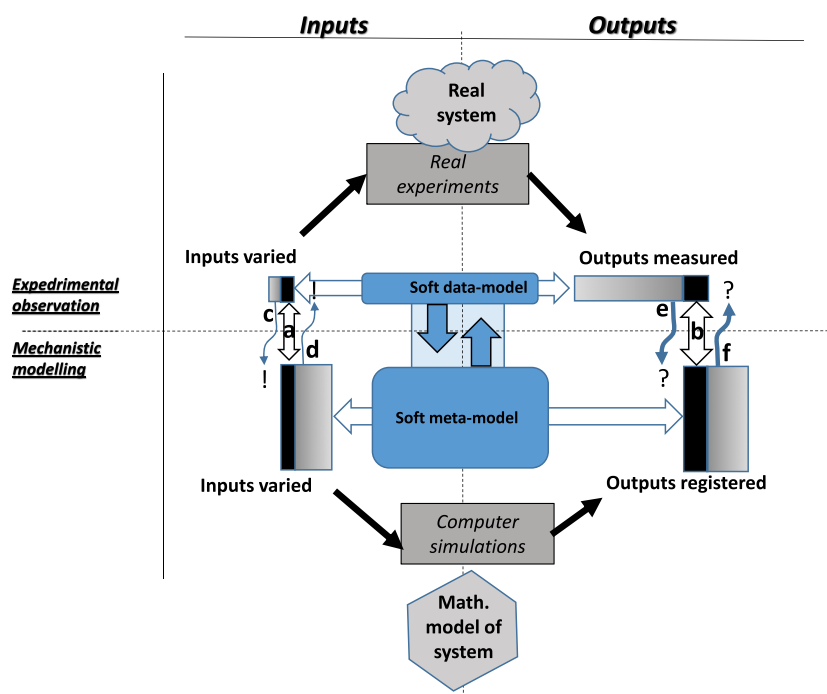 Inputs
Outputs
Real
system
Real
experiments
Inputs varied
Outputs measured
Expedrimental
observation
Soft data-model
!
?
c
a
d
e
b
f
Mechanistic
modelling
!
?
Soft meta-model
Inputs varied
Outputs registered
Computer
simulations
Math.
model of
system